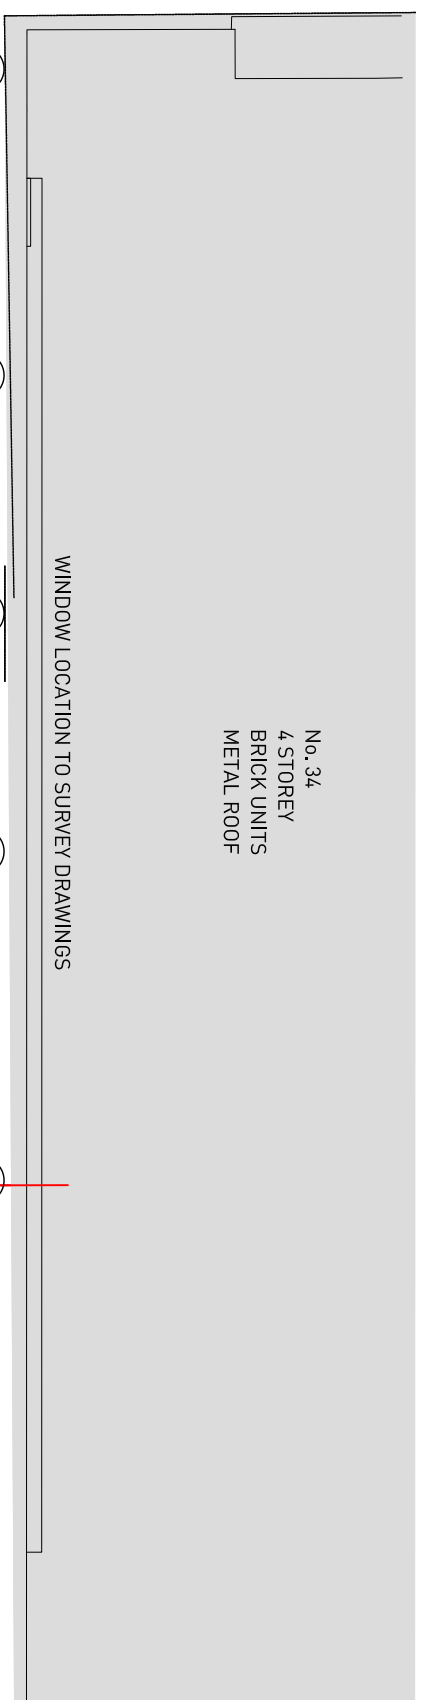 No. 34
4 STOREY
BRICK UNITS
METAL ROOF
WINDOW LOCATION TO SURVEY DRAWINGS